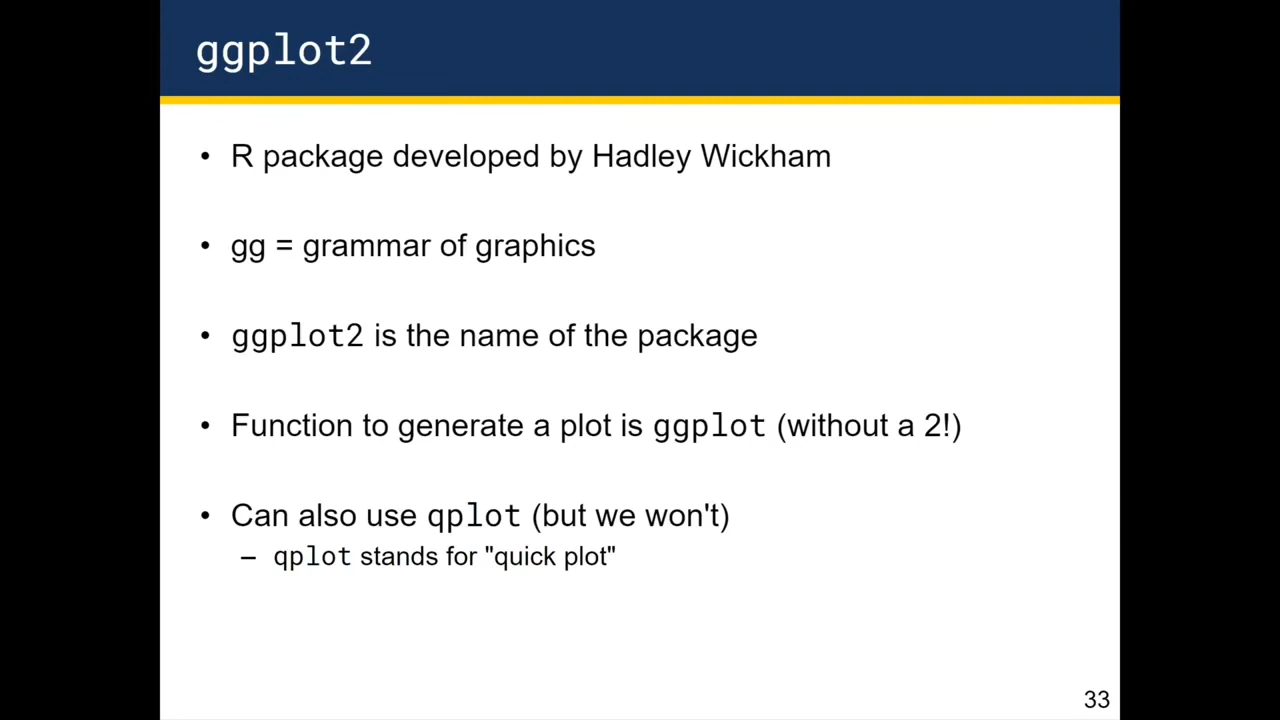 ggplot2
• R package developed by Hadley Wickham
• gg = grammar of graphics
• ggplot2 is the name of the package
• Function to generate a plot is ggplot (without a 2!)
• Can also use qplot (but we won't)
– qplot stands for "quick plot"
33